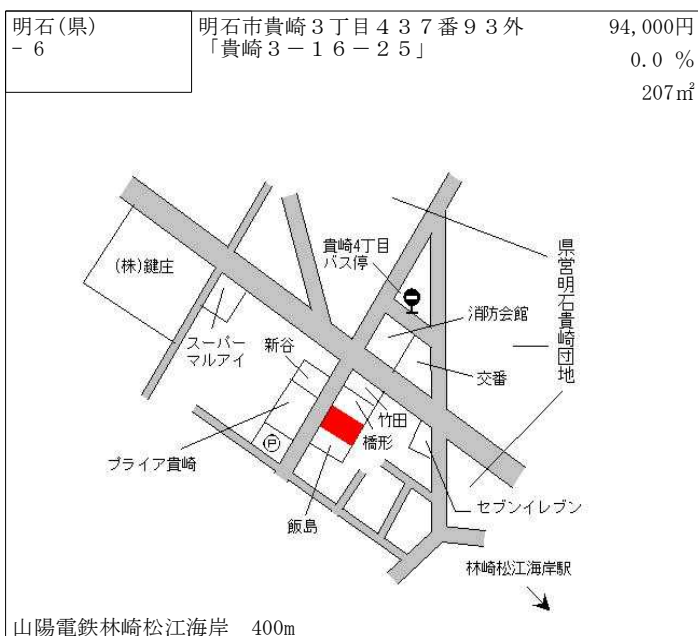 明石(県)
- 6
明石市貴崎３丁目４３７番９３外
「貴崎３－１６－２５」
94,000円
0.0 %
207㎡
貴崎4丁目
バス停
(株)鍵庄
県営明石貴崎団地
消防会館
スーパー
マルアイ
新谷
交番
竹田
橋形
P
プライア貴崎
飯島
セブンイレブン
林崎松江海岸駅
山陽電鉄林崎松江海岸　400m